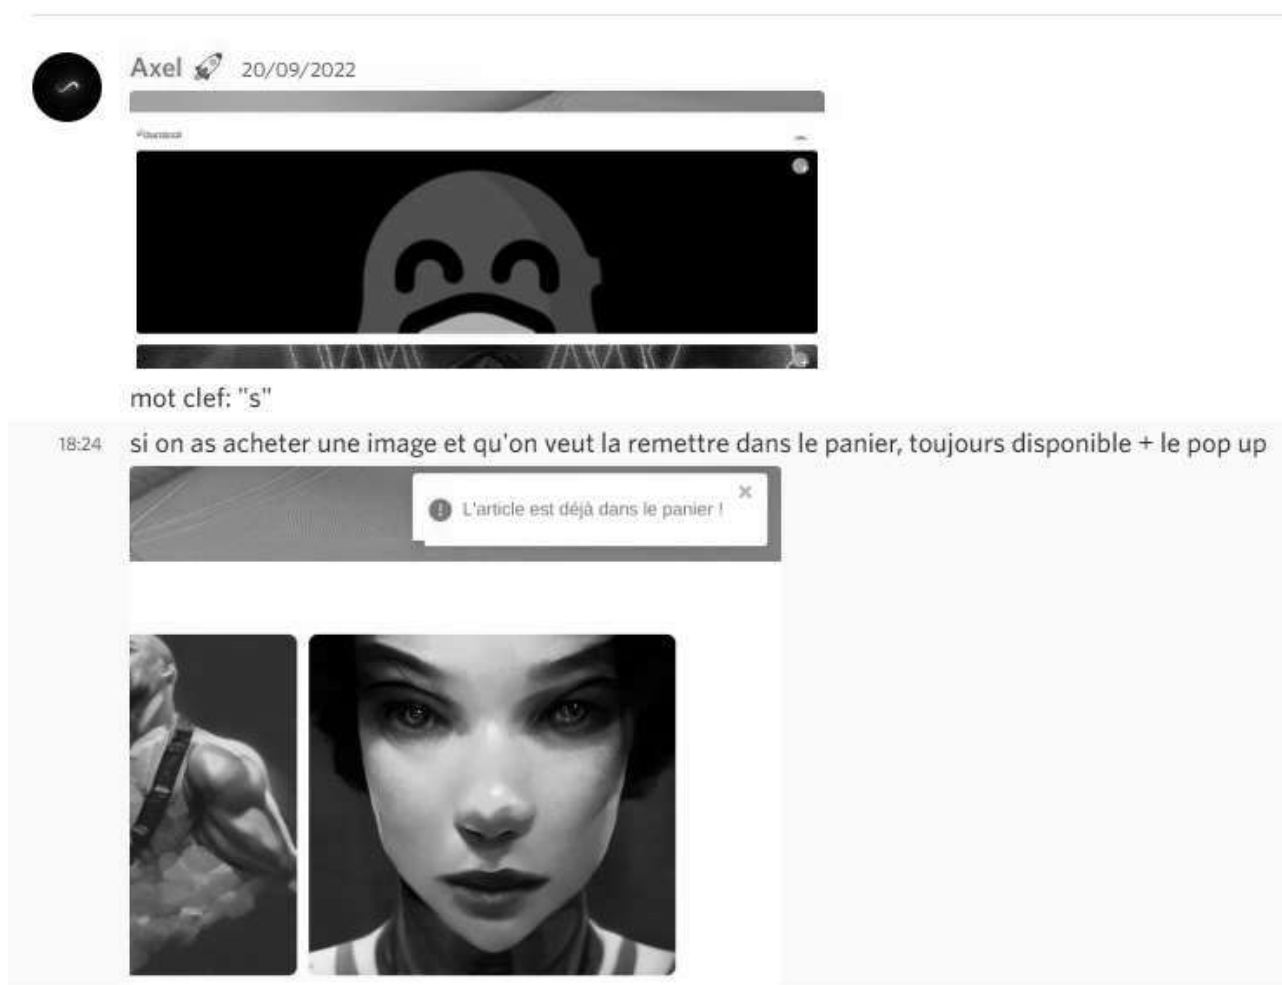 Axel 🚀 20/09/2022
mot clef: "s"
18:24 si on as acheter une image et qu'on veut la remettre dans le panier, toujours disponible + le pop up
L'article est déjà dans le panier !